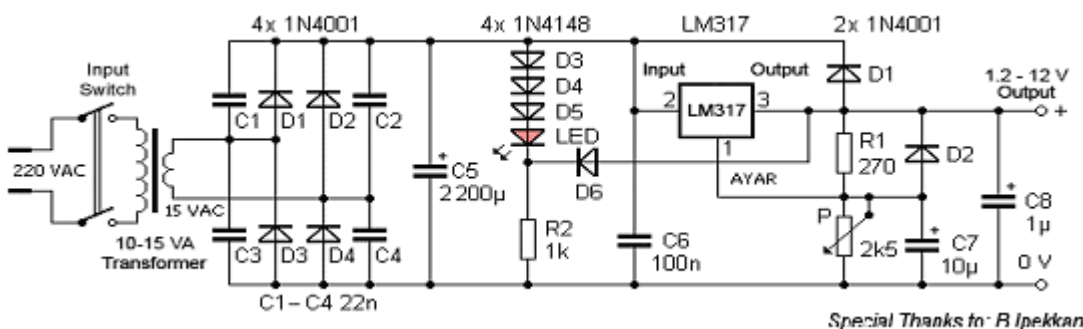 4x 1N4001
4x 1N4148
LM317
2x 1N4001
Input
Switch
220 VAC
15 VAC
10-15 VA
Transformer
C1
D1
D2
C2
C3
D3
D4
C4
C1 – C4 22n
+
C5
2200µ
D3
D4
D5
LED
D6
R2
1k
C6
100n
Input
Output
2
LM317
3
1
AYAR
D1
R1
270
D2
P
2k5
+
C7
10µ
+
C8
1µ
1.2 - 12 V
Output
+
0 V
Special Thanks to: B.Ipekkan